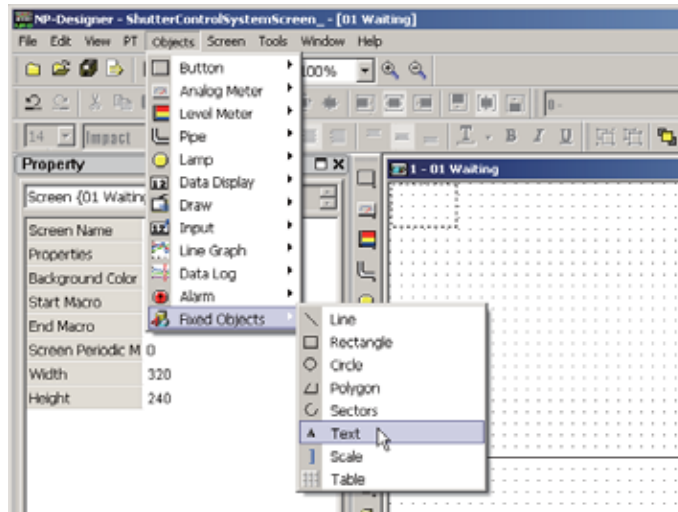 NP-Designer - ShutterControlSystemScreen_ - [01 Waiting]
File Edit View PT Objects Screen Tools Window Help
Button
100%
Analog Meter
Level Meter
0-
Pipe
14 Impact
B I U
Property
Lamp
1 - 01 Waiting
Data Display
Screen {01 Waiting
Draw
Screen Name
Input
Properties
Line Graph
Background Color
Data Log
Start Macro
Alarm
End Macro
Fixed Objects
Line
Screen Periodic M 0
Rectangle
Width 320
Circle
Height 240
Polygon
Sectors
A Text
Scale
Table